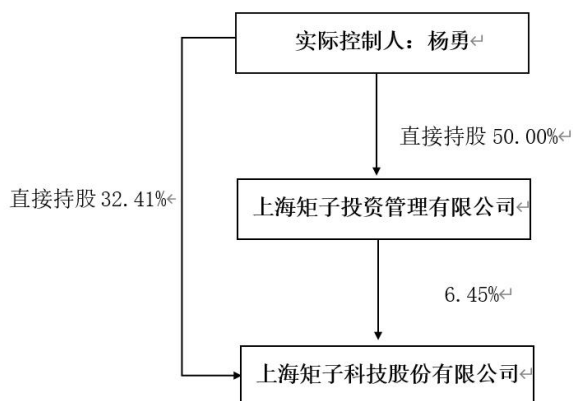 实际控制人：杨勇↵
直接持股 50.00%↵
直接持股 32.41%↵
上海矩子投资管理有限公司↵
6.45%↵
上海矩子科技股份有限公司↵